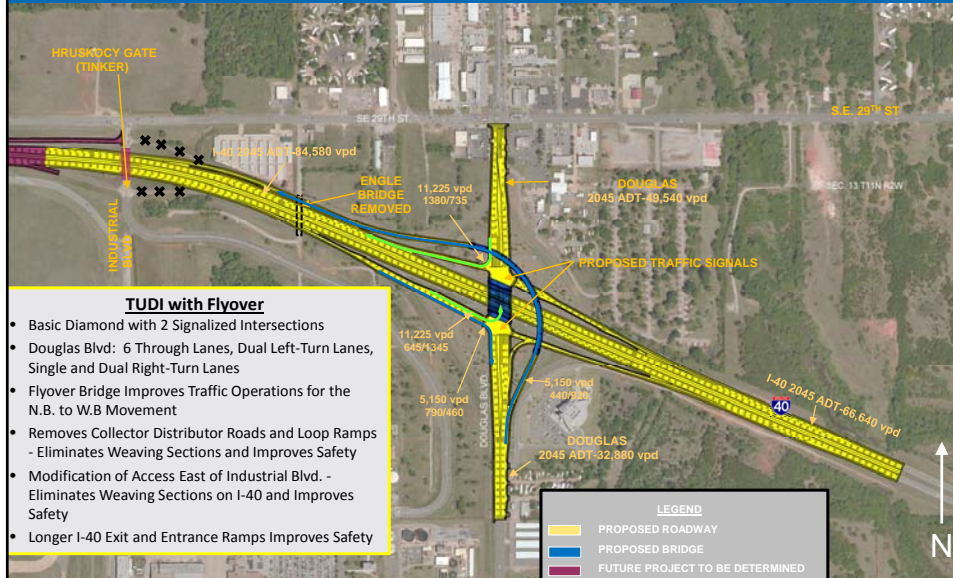 HRUSKOCY GATE
(TINKER)
SE 29TH ST
S.E. 29TH ST
I-40 2045 ADT-84,580 vpd
ENGLE
BRIDGE
REMOVED
11,225 vpd
1380/735
DOUGLAS
2045 ADT-49,540 vpd
SEC. 13 T11N R2W
INDUSTRIAL
BLVD
PROPOSED TRAFFIC SIGNALS
TUDI with Flyover
• Basic Diamond with 2 Signalized Intersections
• Douglas Blvd: 6 Through Lanes, Dual Left-Turn Lanes,
Single and Dual Right-Turn Lanes
• Flyover Bridge Improves Traffic Operations for the
N.B. to W.B Movement
• Removes Collector Distributor Roads and Loop Ramps
- Eliminates Weaving Sections and Improves Safety
• Modification of Access East of Industrial Blvd. -
Eliminates Weaving Sections on I-40 and Improves
Safety
• Longer I-40 Exit and Entrance Ramps Improves Safety
11,225 vpd
645/1345
5,150 vpd
790/460
DOUGLAS BLVD
5,150 vpd
440/920
40
I-40 2045 ADT-66,640 vpd
DOUGLAS
2045 ADT-32,880 vpd
N
LEGEND
PROPOSED ROADWAY
PROPOSED BRIDGE
FUTURE PROJECT TO BE DETERMINED